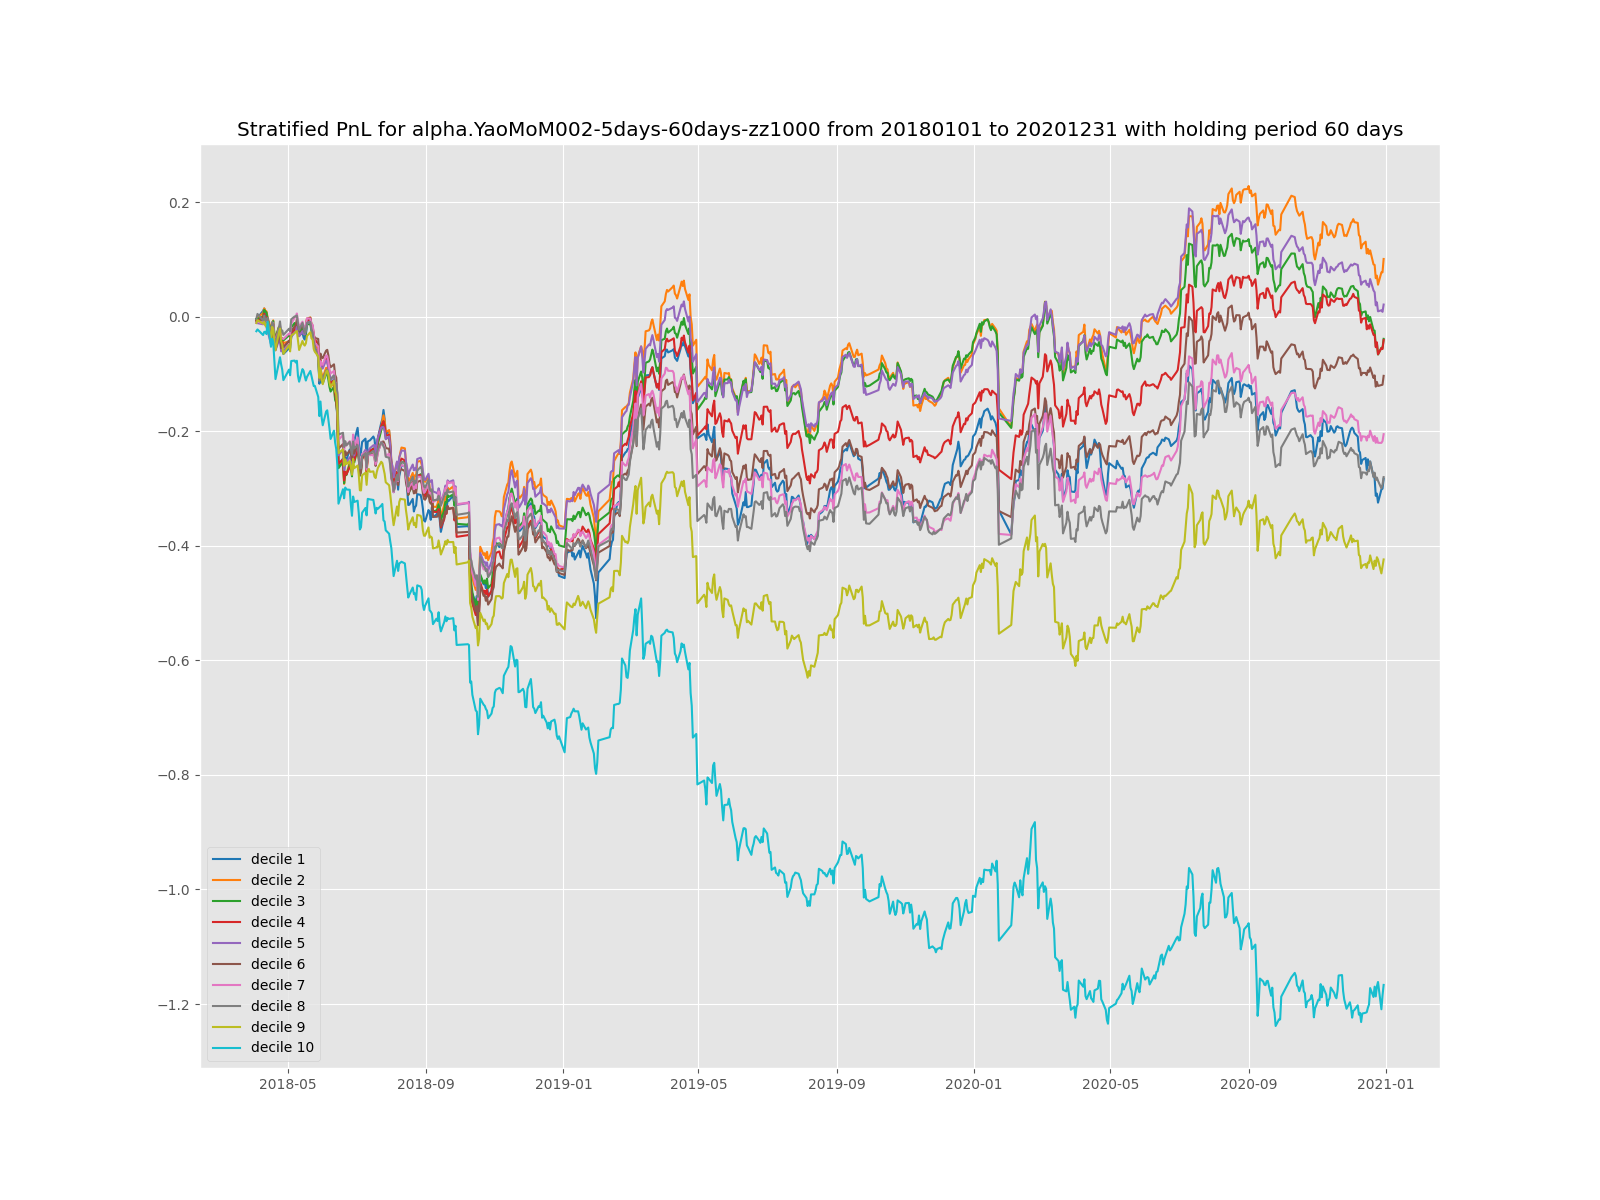 Stratified PnL for alpha.YaoMoM002-5days-60days-zz1000 from 20180101 to 20201231 with holding period 60 days
0.2
0.0
−0.2
−0.4
−0.6
−0.8
−1.0
−1.2
decile 1
decile 2
decile 3
decile 4
decile 5
decile 6
decile 7
decile 8
decile 9
decile 10
2018-05 2018-09 2019-01 2019-05 2019-09 2020-01 2020-05 2020-09 2021-01